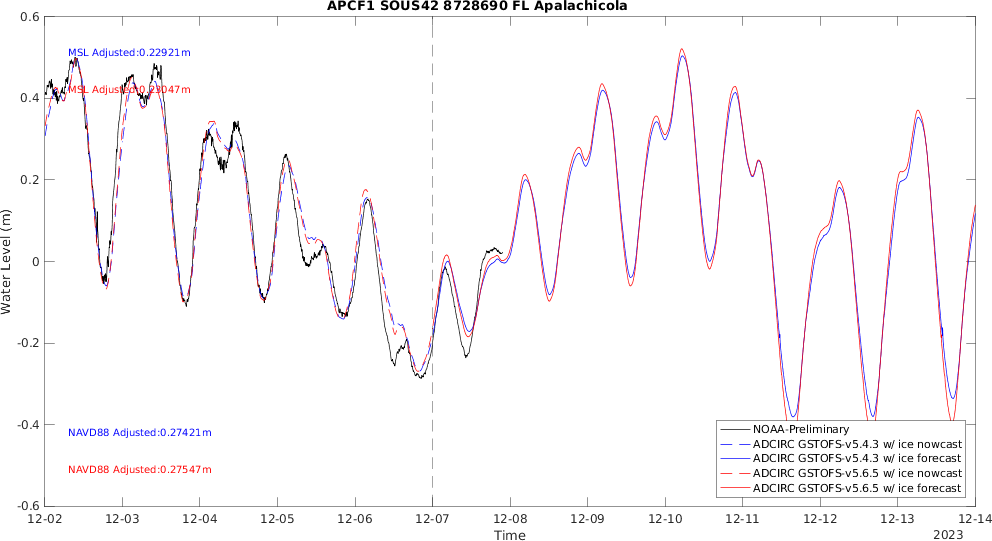 APCF1 SOUS42 8728690 FL Apalachicola
Water Level (m)
0.6
0.4
0.2
0
-0.2
-0.4
-0.6
MSL Adjusted:0.22921m
MSL Adjusted:0.23047m
NAVD88 Adjusted:0.27421m
NAVD88 Adjusted:0.27547m
NOAA-Preliminary
ADCIRC GSTOFS-v5.4.3 w/ ice nowcast
ADCIRC GSTOFS-v5.4.3 w/ ice forecast
ADCIRC GSTOFS-v5.6.5 w/ ice nowcast
ADCIRC GSTOFS-v5.6.5 w/ ice forecast
12-02 12-03 12-04 12-05 12-06 12-07 12-08 12-09 12-10 12-11 12-12 12-13 12-14
Time
2023